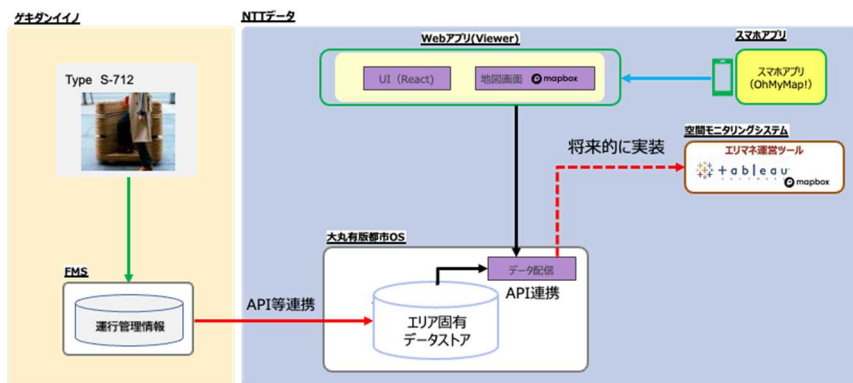 ゲキダンイイノ
NTTデータ
Type S-712
Webアプリ(Viewer)
UI（React）
地図画面 mapbox
スマホアプリ
スマホアプリ
(OhMyMap!)
空間モニタリングシステム
エリマネ運営ツール
+ableau
mapbox
将来的に実装
大丸有版都市OS
データ配信
API連携
エリア固有
データストア
FMS
運行管理情報
API等連携